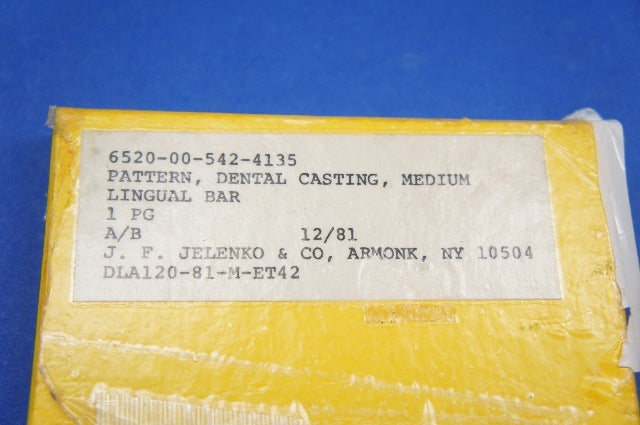 6520-00-542-4135
PATTERN, DENTAL CASTING, MEDIUM
LINGUAL BAR
1 PG
A/B 12/81
J. F. JELENKO & CO, ARMONK, NY 10504
DLA120-81-M-ET42